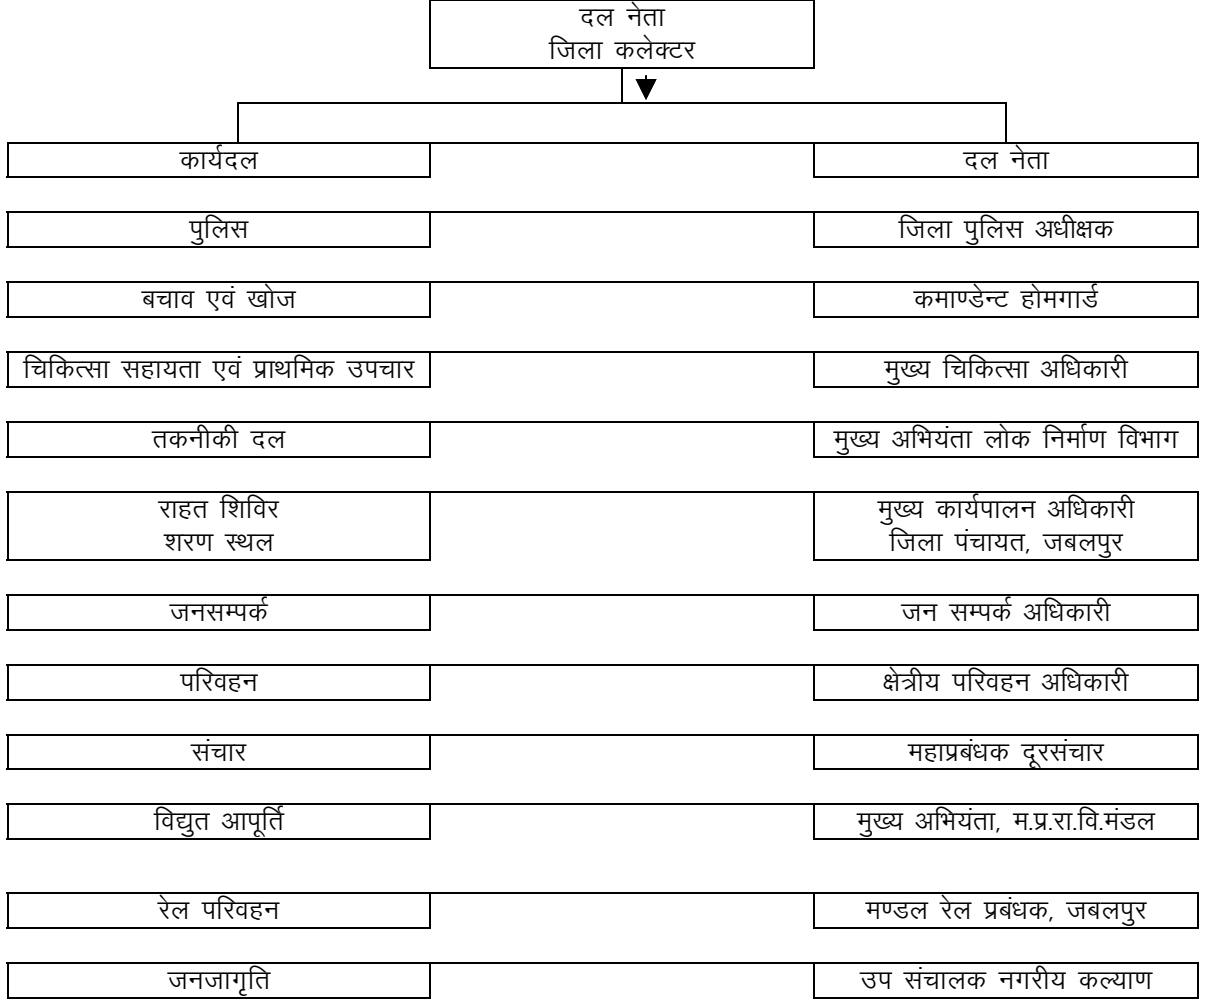 दल नेता
जिला कलेक्टर
कार्यदल दल नेता
पुलिस जिला पुलिस अधीक्षक
बचाव एवं खोज कमाण्डेन्ट होमगार्ड
चिकित्सा सहायता एवं प्राथमिक उपचार मुख्य चिकित्सा अधिकारी
तकनीकी दल मुख्य अभियंता लोक निर्माण विभाग
राहत शिविर मुख्य कार्यपालन अधिकारी
शरण स्थल जिला पंचायत, जबलपुर
जनसम्पर्क जन सम्पर्क अधिकारी
परिवहन क्षेत्रीय परिवहन अधिकारी
संचार महाप्रबंधक दूरसंचार
विद्युत आपूर्ति मुख्य अभियंता, म.प्र.रा.वि.मंडल
रेल परिवहन मण्डल रेल प्रबंधक, जबलपुर
जनजागृति उप संचालक नगरीय कल्याण